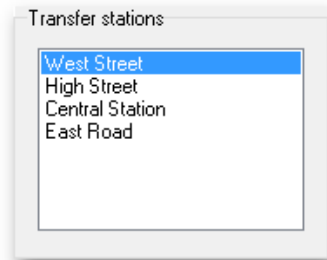 Transfer stations
West Street
High Street
Central Station
East Road